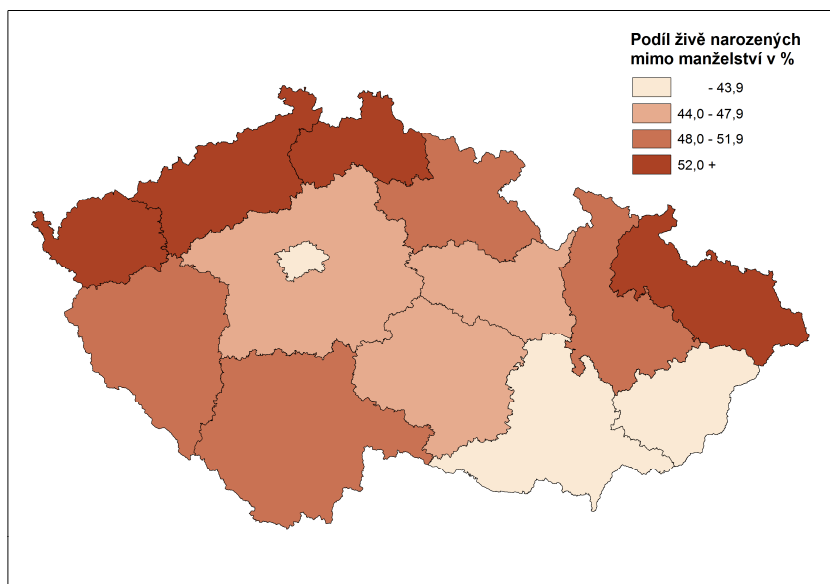 Podíl živě narozených
mimo manželství v %
- 43,9
44,0 - 47,9
48,0 - 51,9
52,0 +